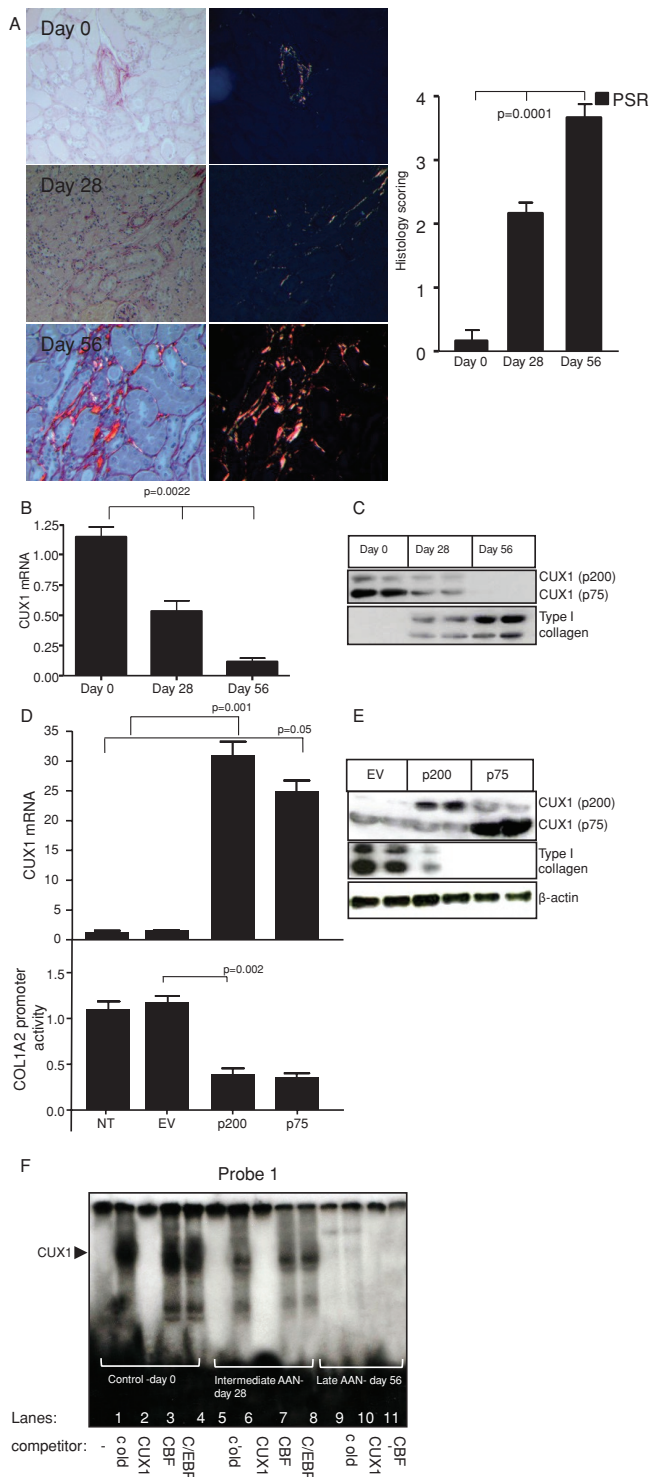 A
Day 0
Day 28
Day 56
PSR
p=0.0001
Histology scoring
4
3
2
1
0
Day 0 Day 28 Day 56
B
p=0.0022
CUX1 mRNA
1.25
1.00
0.75
0.50
0.25
0.00
Day 0 Day 28 Day 56
C
Day 0 Day 28 Day 56
CUX1 (p200)
CUX1 (p75)
Type I
collagen
D
p=0.001
p=0.05
CUX1 mRNA
35
30
25
20
15
10
5
0
p=0.002
COL1A2 promoter
activity
1.5
1.0
0.5
0.0
NT EV p200 p75
E
EV p200 p75
CUX1 (p200)
CUX1 (p75)
Type I
collagen
β-actin
F
Probe 1
CUX1
Control -day 0
Intermediate AAN-
day 28
Late AAN- day 56
Lanes: 1 2 3 4 5 6 7 8 9 10 11
competitor: - c old CUX1 CBF C/EBF c'old CUX1 CBF C/EBF c old CUX1 - CBF